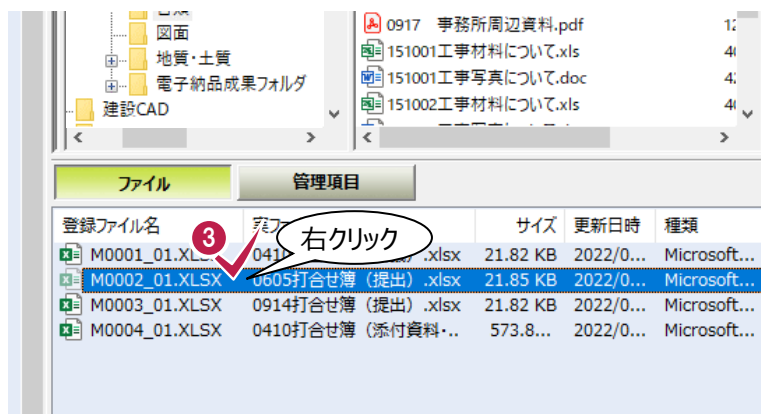 図面
地質・土質
電子納品成果フォルダ
建設CAD
0917 事務所周辺資料.pdf
151001工事材料について.xls
151001工事写真について.doc
151002工事材料について.xls
ファイル 管理項目
登録ファイル名 サイズ 更新日時 種類
3 右クリック
M0001_01.XLSX .xlsx 21.82 KB 2022/0... Microsoft...
M0002_01.XLSX 0605打合せ簿（提出）.xlsx 21.85 KB 2022/0... Microsoft...
M0003_01.XLSX 0914打合せ簿（提出）.xlsx 21.82 KB 2022/0... Microsoft...
M0004_01.XLSX 0410打合せ簿（添付資料・.. 573.8... 2022/0... Microsoft...